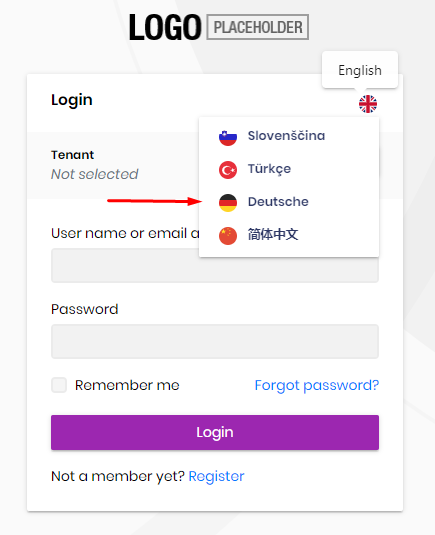 LOGO PLACEHOLDER
English
Login
Slovenščina
Tenant
Türkçe
Not selected
Deutsche
User name or email a
简体中文
Password
Remember me Forgot password?
Login
Not a member yet? Register